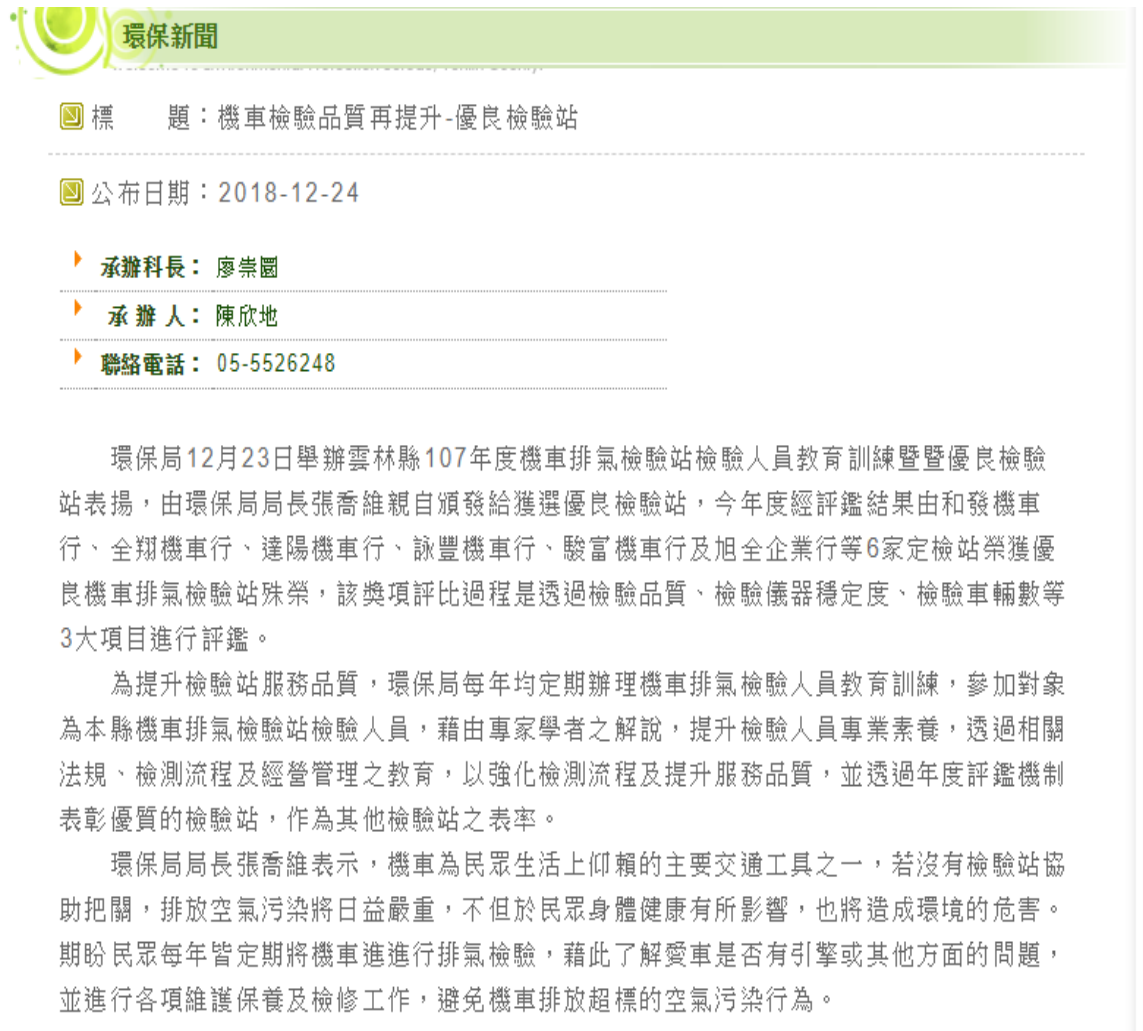 環保新聞
標　　題：機車檢驗品質再提升-優良檢驗站
公布日期：2018-12-24
承辦科長： 廖崇圜
承 辦 人： 陳欣地
聯絡電話： 05-5526248
環保局12月23日舉辦雲林縣107年度機車排氣檢驗站檢驗人員教育訓練暨暨優良檢驗
站表揚，由環保局局長張喬維親自頒發給獲選優良檢驗站，今年度經評鑑結果由和發機車
行、全翔機車行、達陽機車行、詠豐機車行、駿富機車行及旭全企業行等6家定檢站榮獲優
良機車排氣檢驗站殊榮，該獎項評比過程是透過檢驗品質、檢驗儀器穩定度、檢驗車輛數等
3大項目進行評鑑。
為提升檢驗站服務品質，環保局每年均定期辦理機車排氣檢驗人員教育訓練，參加對象
為本縣機車排氣檢驗站檢驗人員，藉由專家學者之解說，提升檢驗人員專業素養，透過相關
法規、檢測流程及經營管理之教育，以強化檢測流程及提升服務品質，並透過年度評鑑機制
表彰優質的檢驗站，作為其他檢驗站之表率。
環保局局長張喬維表示，機車為民眾生活上仰賴的主要交通工具之一，若沒有檢驗站協
助把關，排放空氣污染將日益嚴重，不但於民眾身體健康有所影響，也將造成環境的危害。
期盼民眾每年皆定期將機車進進行排氣檢驗，藉此了解愛車是否有引擎或其他方面的問題，
並進行各項維護保養及檢修工作，避免機車排放超標的空氣污染行為。